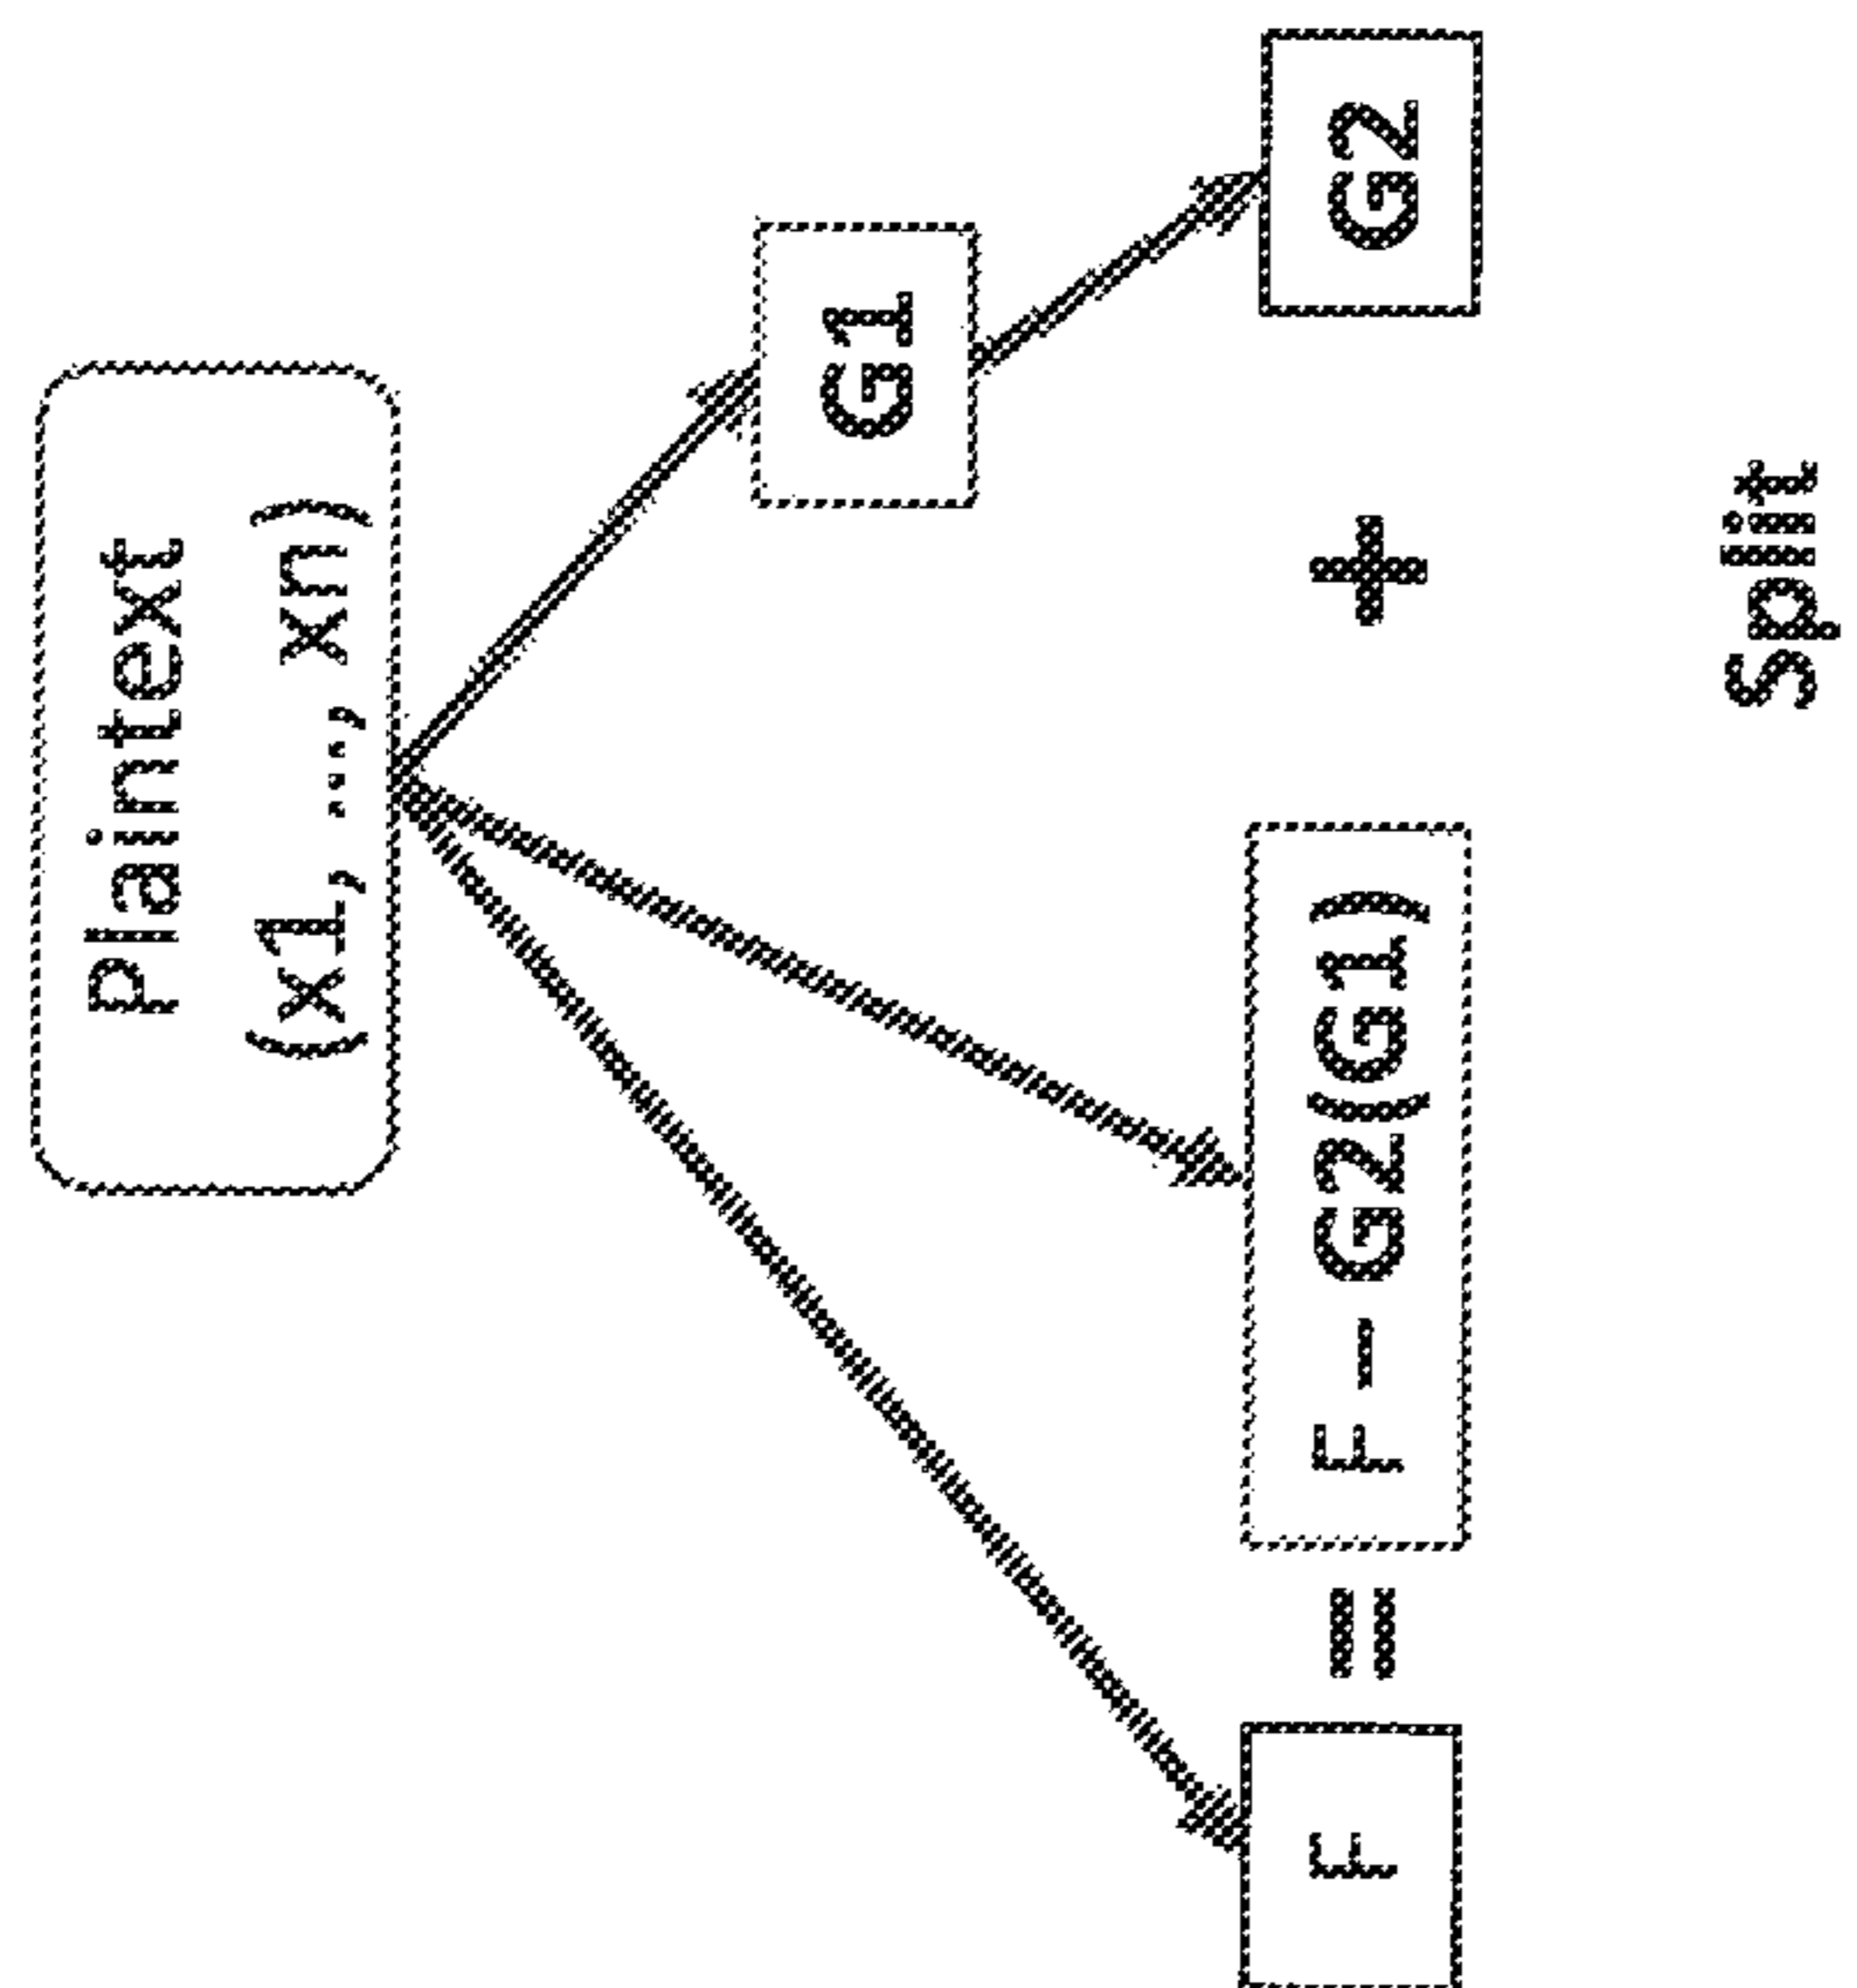 Plaintext
(x1, ..., xn)
G1
F = F – G2(G1) + G2
Split